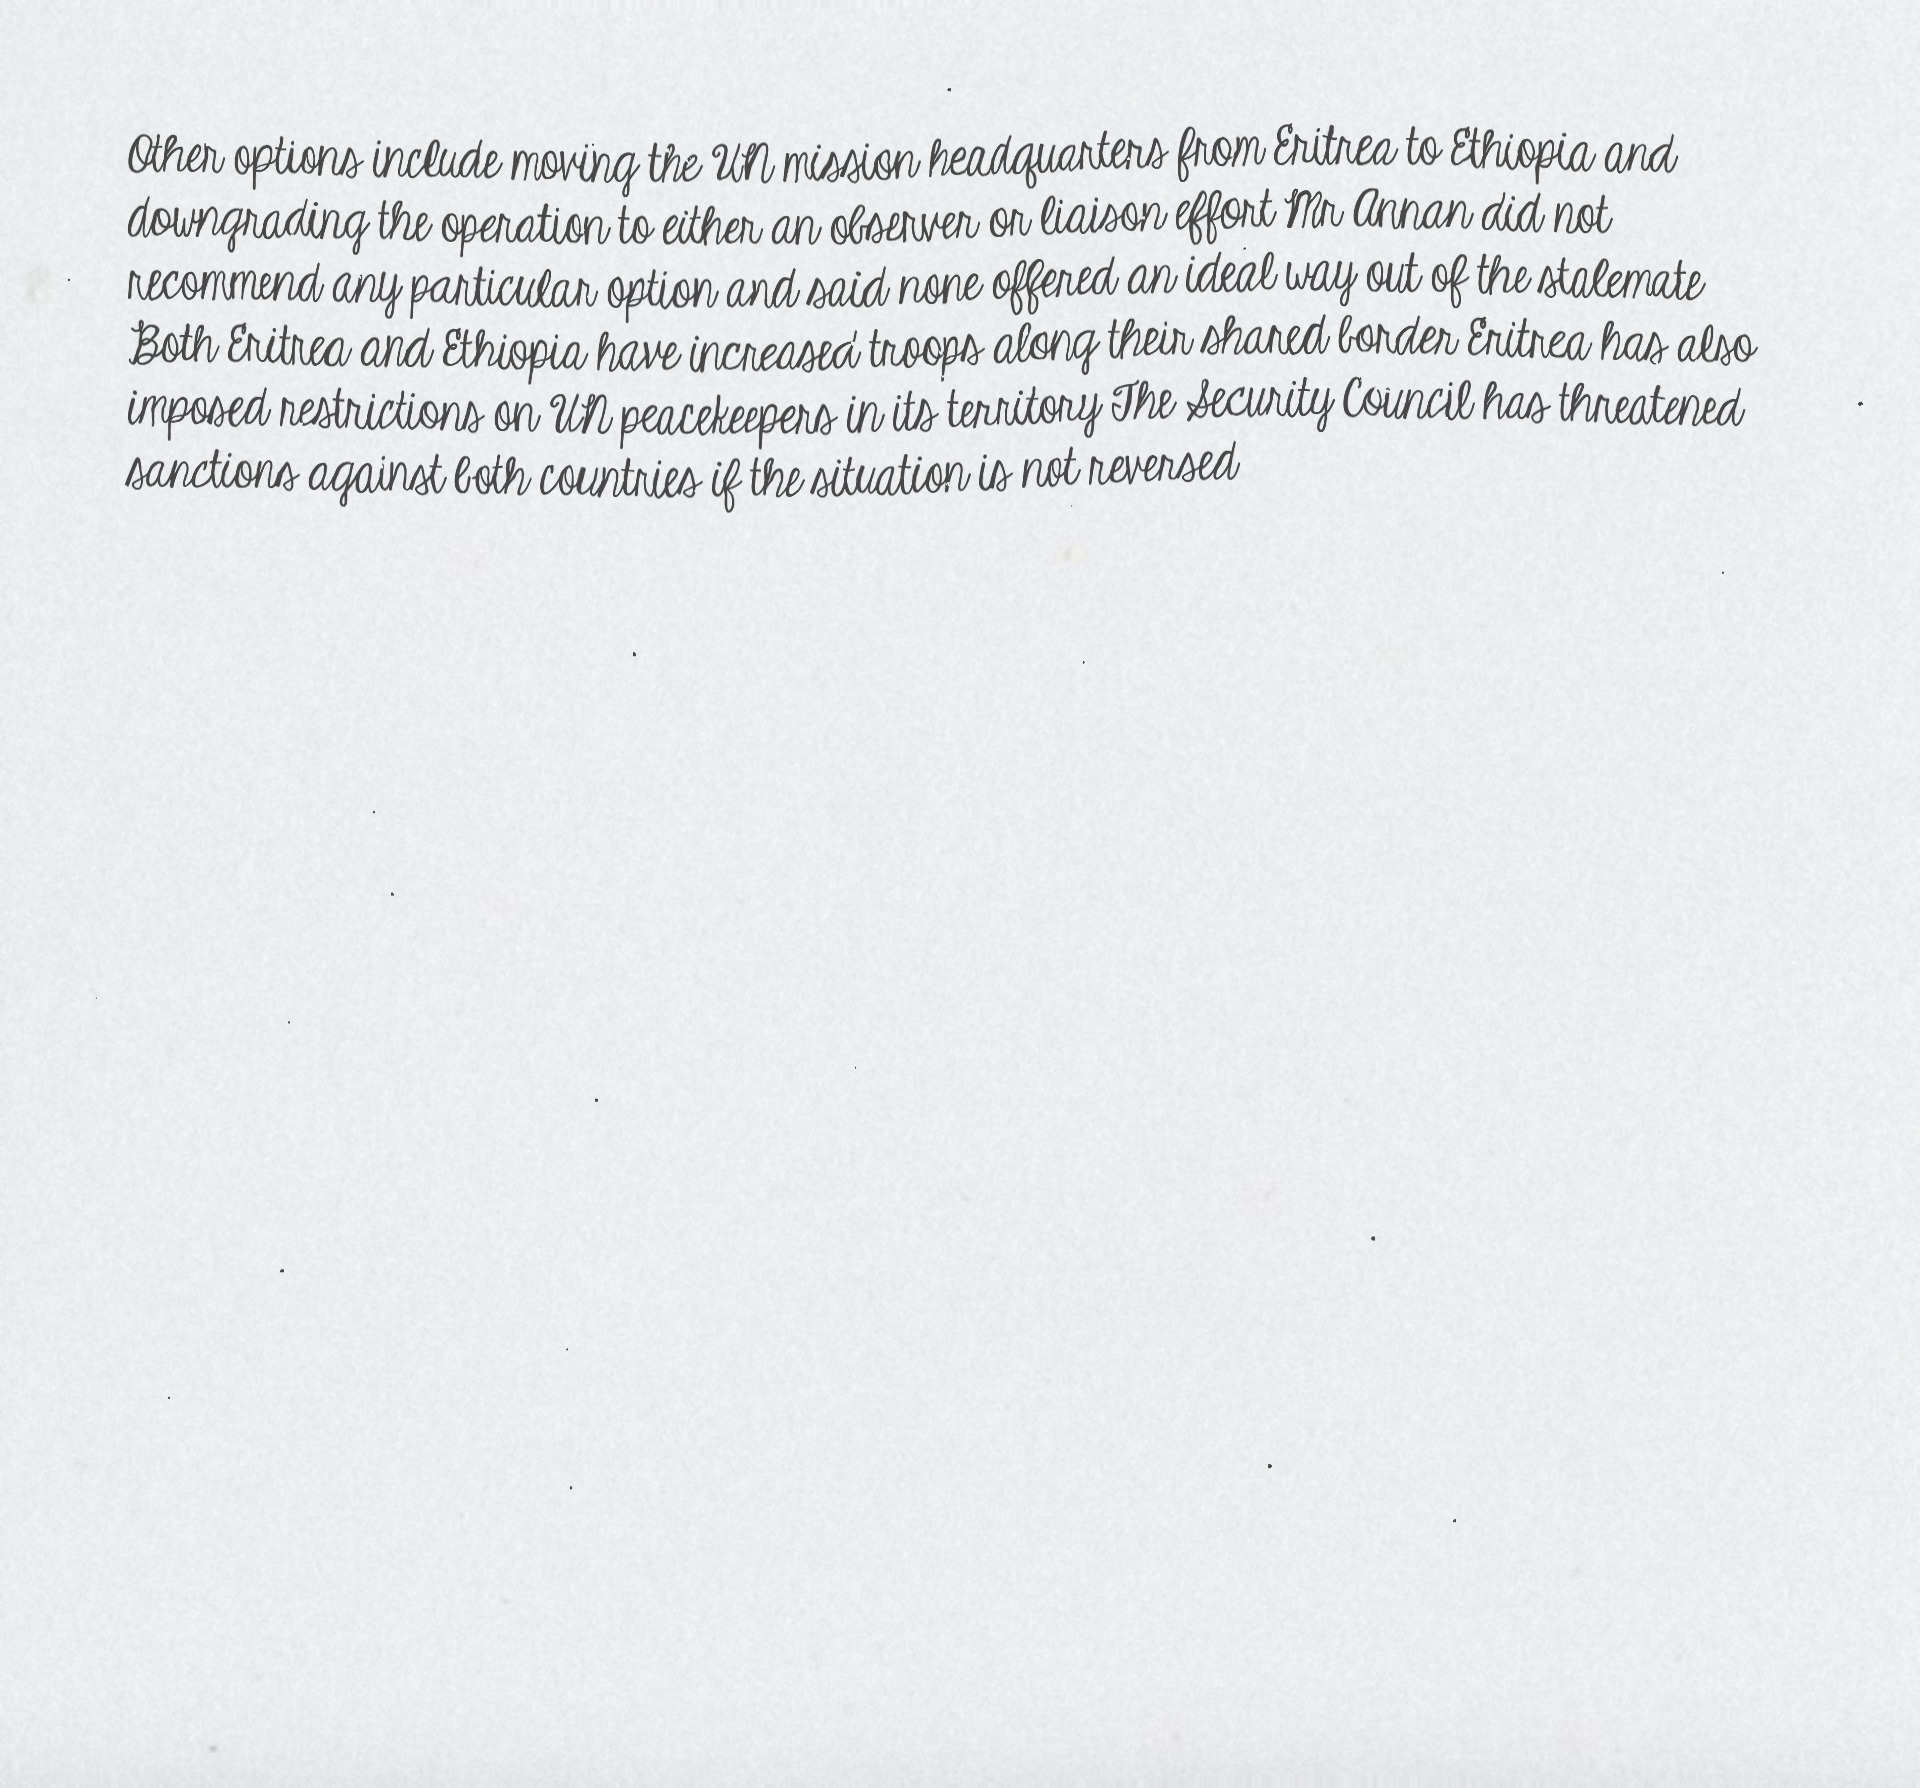 Other options include moving the UN mission headquarters from Eritrea to Ethiopia and
downgrading the operation to either an observer or liaison effort Mr Annan did not
recommend any particular option and said none offered an ideal way out of the stalemate
Both Eritrea and Ethiopia have increased troops along their shared border Eritrea has also
imposed restrictions on UN peacekeepers in its territory The Security Council has threatened
sanctions against both countries if the situation is not reversed